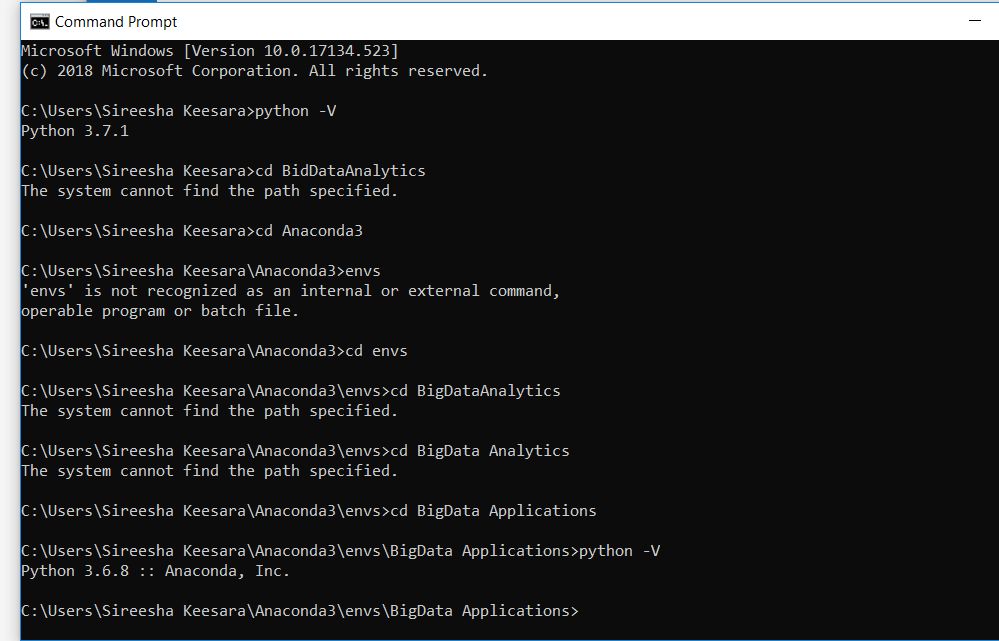 Command Prompt
Microsoft Windows [Version 10.0.17134.523]
(c) 2018 Microsoft Corporation. All rights reserved.
C:\Users\Sireesha Keesara>python -V
Python 3.7.1
C:\Users\Sireesha Keesara>cd BidDataAnalytics
The system cannot find the path specified.
C:\Users\Sireesha Keesara>cd Anaconda3
C:\Users\Sireesha Keesara\Anaconda3>envs
'envs' is not recognized as an internal or external command,
operable program or batch file.
C:\Users\Sireesha Keesara\Anaconda3>cd envs
C:\Users\Sireesha Keesara\Anaconda3\envs>cd BigDataAnalytics
The system cannot find the path specified.
C:\Users\Sireesha Keesara\Anaconda3\envs>cd BigData Analytics
The system cannot find the path specified.
C:\Users\Sireesha Keesara\Anaconda3\envs>cd BigData Applications
C:\Users\Sireesha Keesara\Anaconda3\envs\BigData Applications>python -V
Python 3.6.8 :: Anaconda, Inc.
C:\Users\Sireesha Keesara\Anaconda3\envs\BigData Applications>